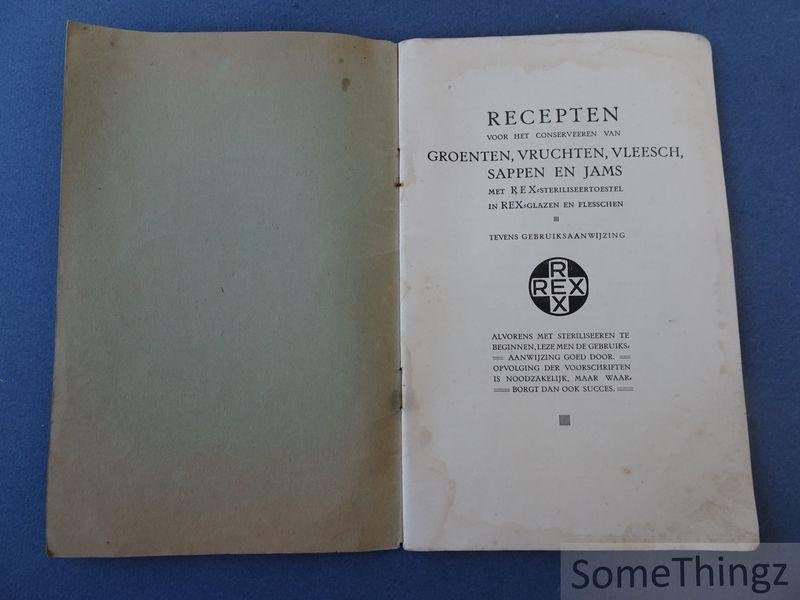 RECEPTEN
VOOR HET CONSERVEEREN VAN
GROENTEN, VRUCHTEN, VLEESCH,
SAPPEN EN JAMS
MET REX-STERILISEERTOESTEL
IN REX-GLAZEN EN FLESSCHEN
TEVENS GEBRUIKSAANWIJZING
R
REX
X
ALVORENS MET STERILISEEREN TE
BEGINNEN, LEZE MEN DE GEBRUIKS-
AANWIJZING GOED DOOR.
OPVOLGING DER VOORSCHRIFTEN
IS NOODZAKELIJK, MAAR WAAR-
BORGT DAN OOK SUCCES.
SomeThingz